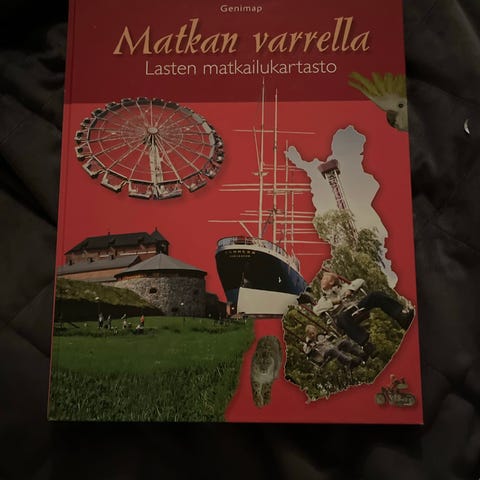 Genimap
Matkan varrella
Lasten matkailukartasto